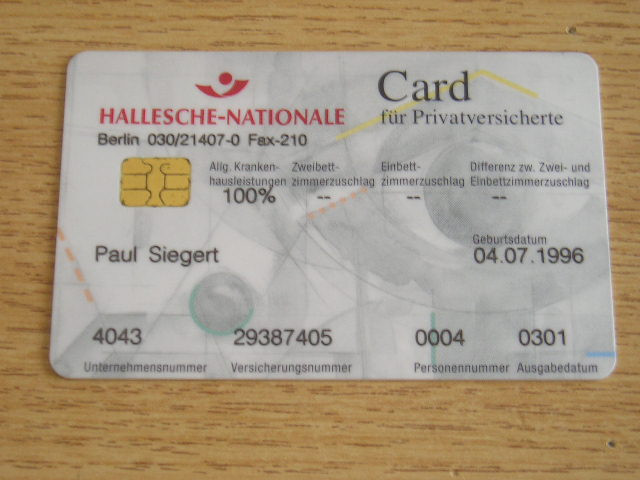 HALLESCHE-NATIONALE
Card
für Privatversicherte
Berlin 030/21407-0 Fax-210
Allg. Kranken- Zweibett- Einbett- Differenz zw. Zwei- und
hausleistungen zimmerzuschlag zimmerzuschlag Einbettzimmerzuschlag
100% -- -- --
Geburtsdatum
Paul Siegert 04.07.1996
4043 29387405 0004 0301
Unternehmensnummer Versicherungsnummer Personennummer Ausgabedatum